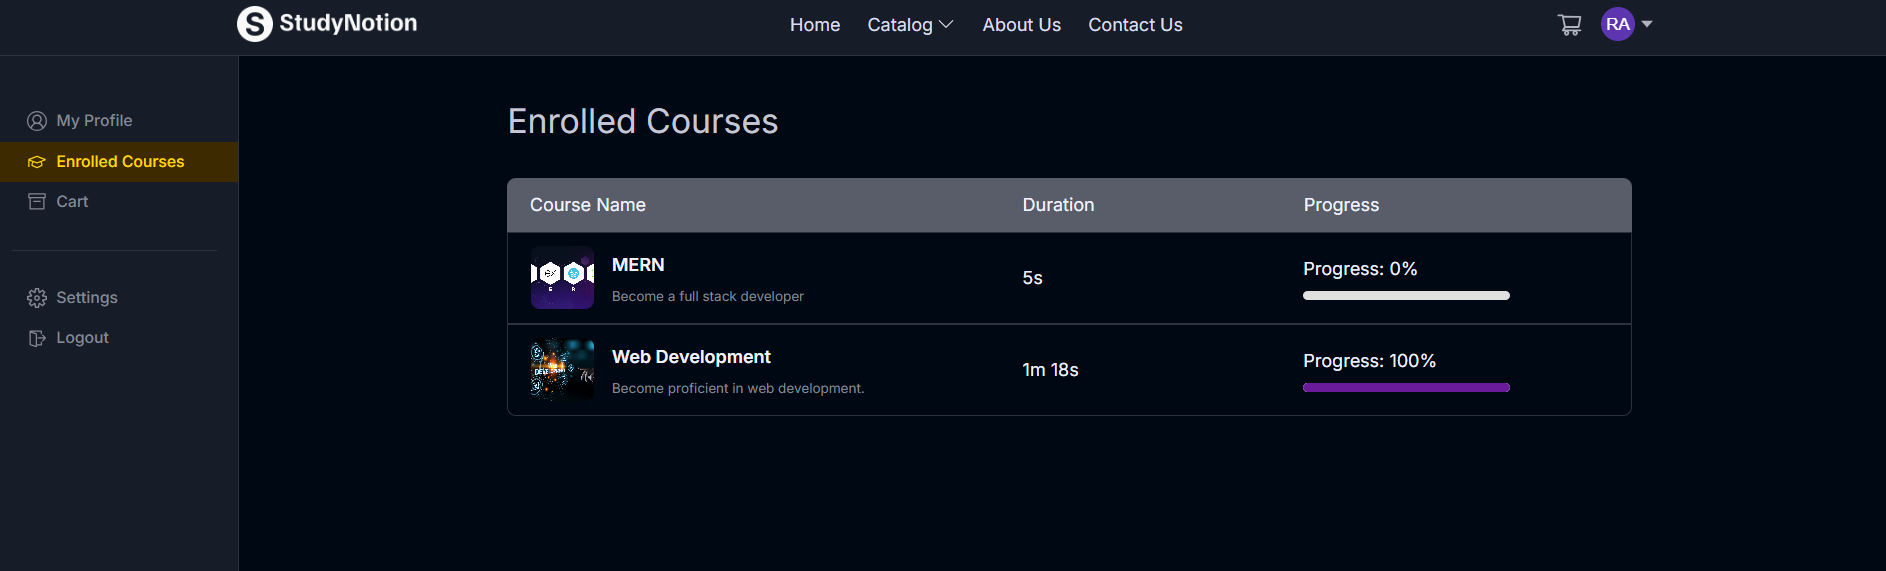 StudyNotion
Home Catalog About Us Contact Us
RA
My Profile
Enrolled Courses
Cart
Settings
Logout
Enrolled Courses
Course Name Duration Progress
MERN
Become a full stack developer
5s
Progress: 0%
Web Development
Become proficient in web development.
1m 18s
Progress: 100%